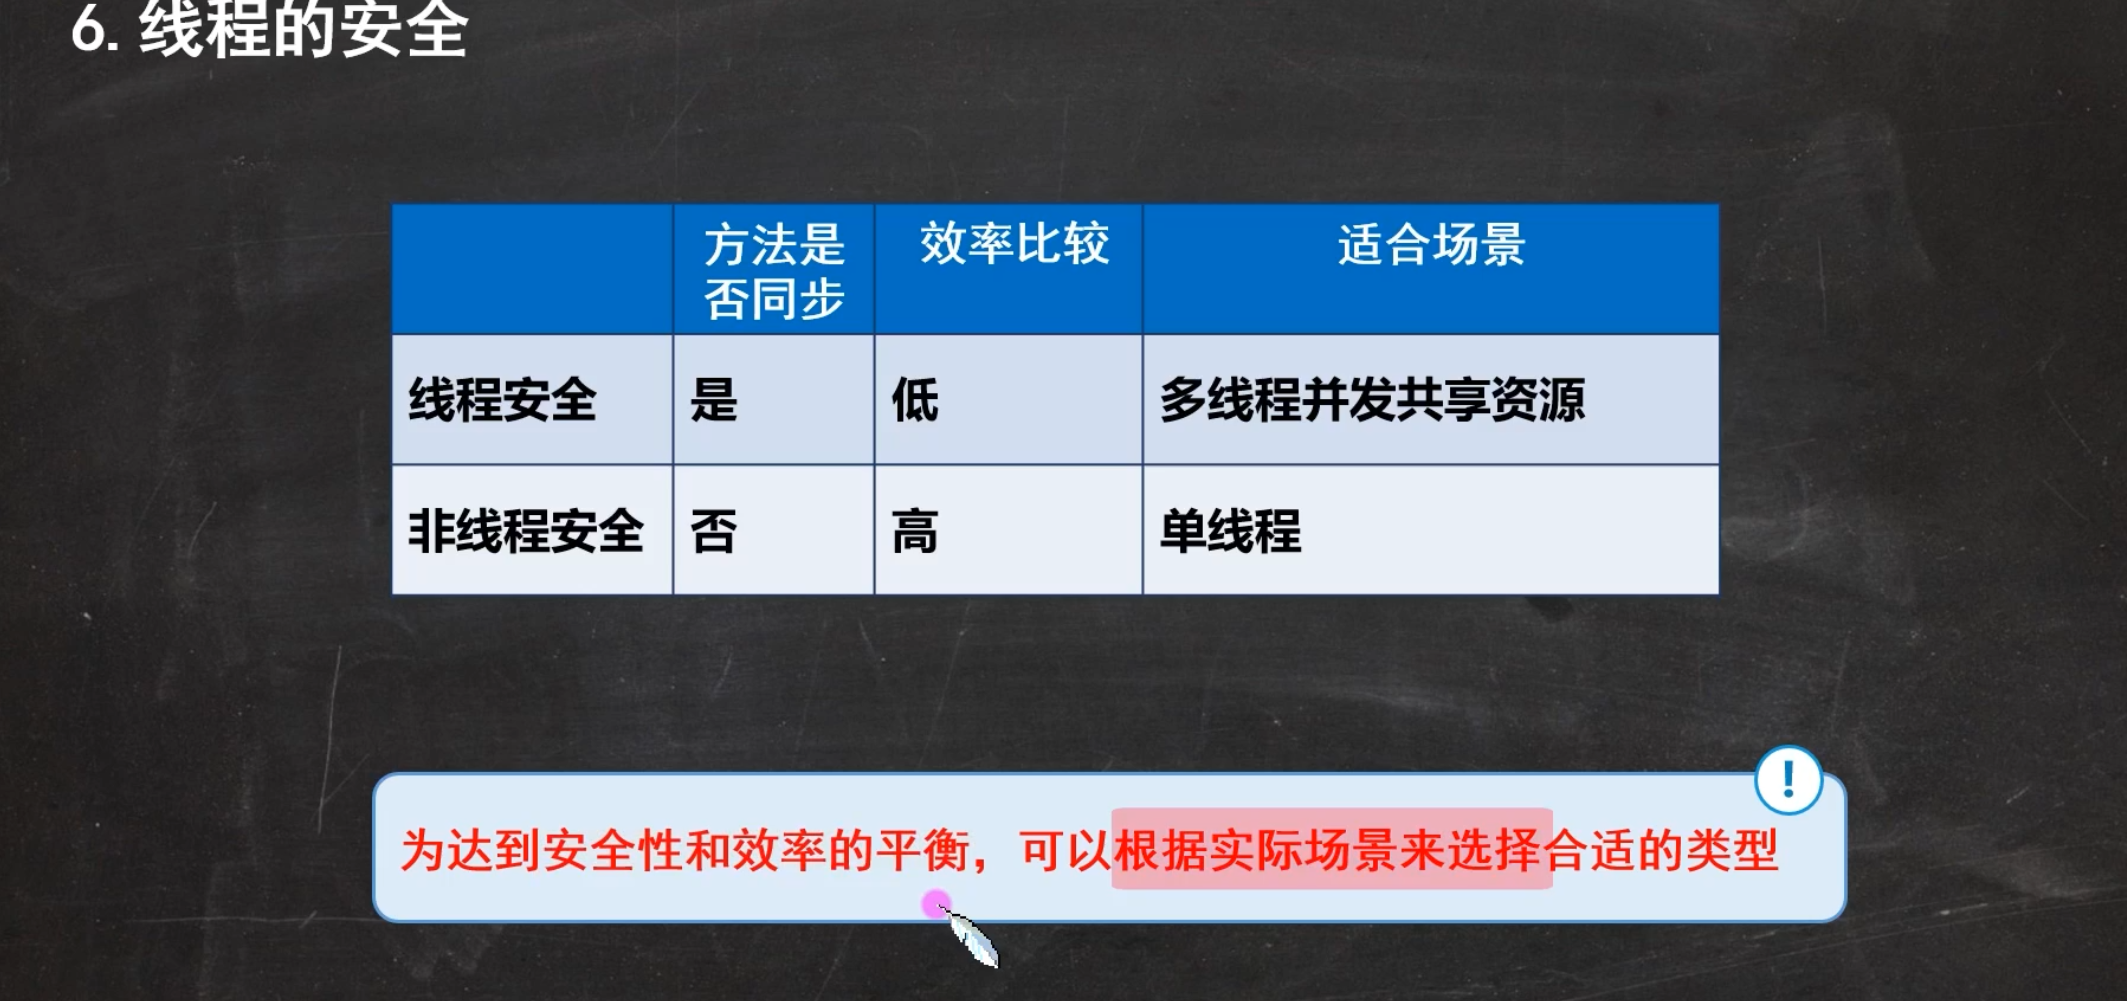 6. 线程的安全
方法是否同步
效率比较
适合场景
线程安全 是 低 多线程并发共享资源
非线程安全 否 高 单线程
!
为达到安全性和效率的平衡，可以根据实际场景来选择合适的类型